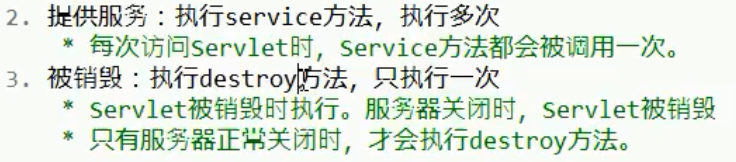 2. 提供服务：执行service方法，执行多次
* 每次访问Servlet时，Service方法都会被调用一次。
3. 被销毁：执行destroy方法，只执行一次
* Servlet被销毁时执行。服务器关闭时，Servlet被销毁
* 只有服务器正常关闭时，才会执行destroy方法。